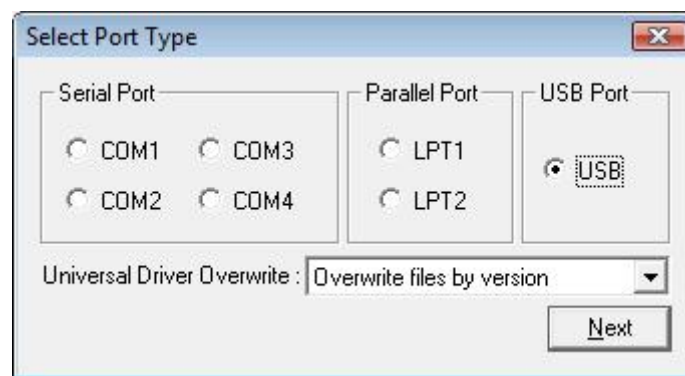 Select Port Type
Serial Port Parallel Port USB Port
COM1 COM3 LPT1 USB
COM2 COM4 LPT2
Universal Driver Overwrite : Overwrite files by version
Next